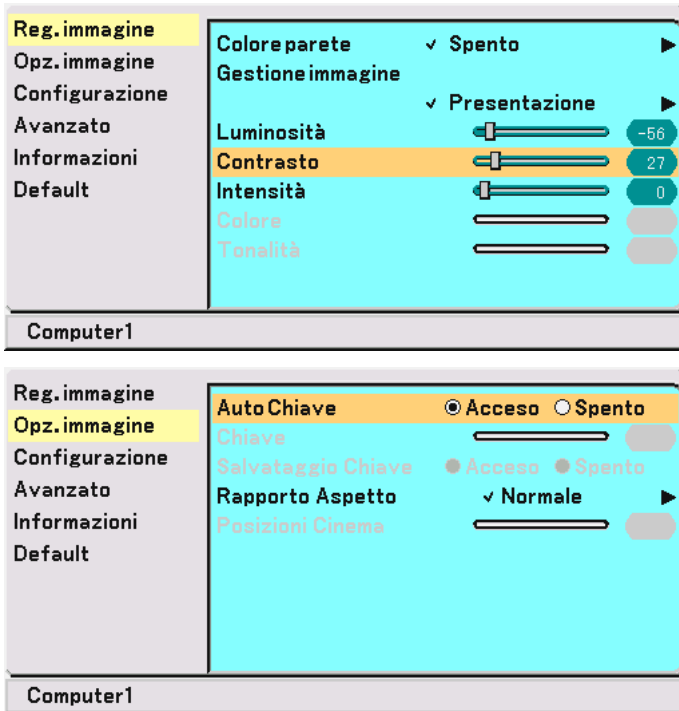 Reg. immagine
Opz. immagine
Configurazione
Avanzato
Informazioni
Default
Colore parete ✓ Spento ▶
Gestione immagine
✓ Presentazione ▶
Luminosità -56
Contrasto 27
Intensità 0
Colore
Tonalità
Computer1
Reg. immagine
Opz. immagine
Configurazione
Avanzato
Informazioni
Default
Auto Chiave Acceso Spento
Chiave
Salvataggio Chiave Acceso Spento
Rapporto Aspetto ✓ Normale ▶
Posizioni Cinema
Computer1